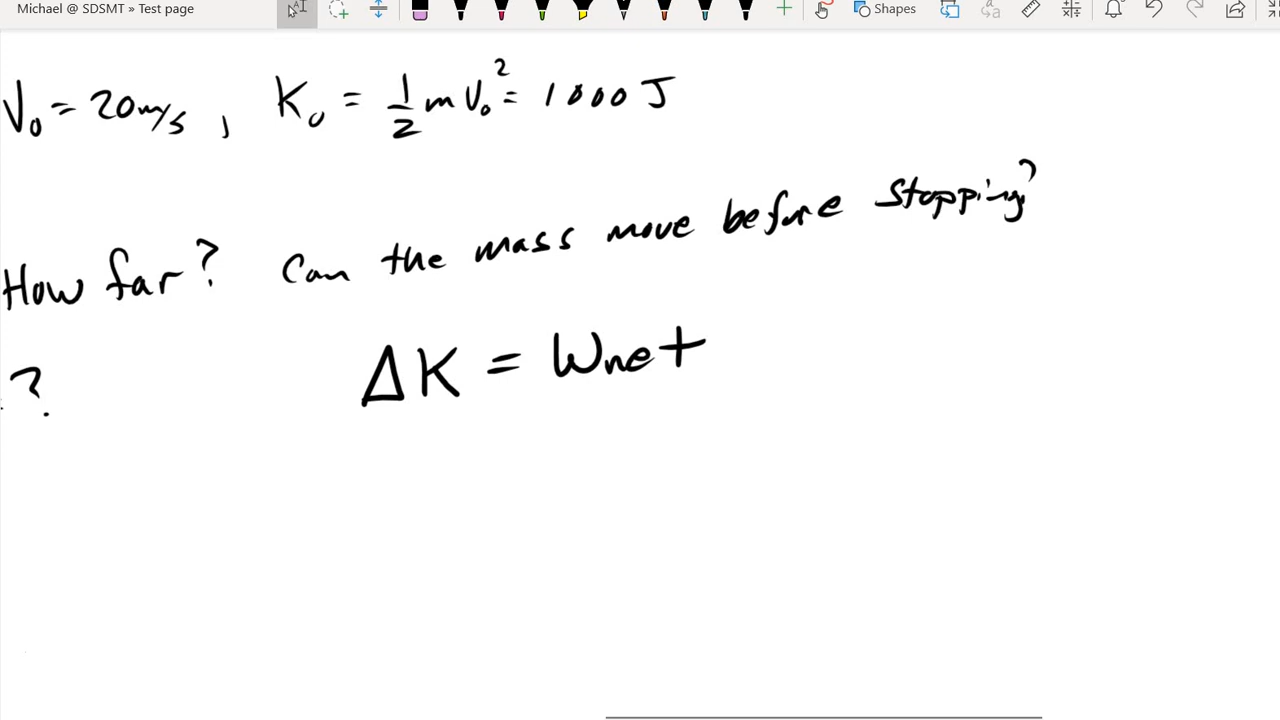 Michael @ SDSMT » Test page
Shapes
V₀ = 20 m/s , K₀ = 1/2 m V₀² = 1000 J
How far? Can the mass move before stopping?
? ΔK = Wnet